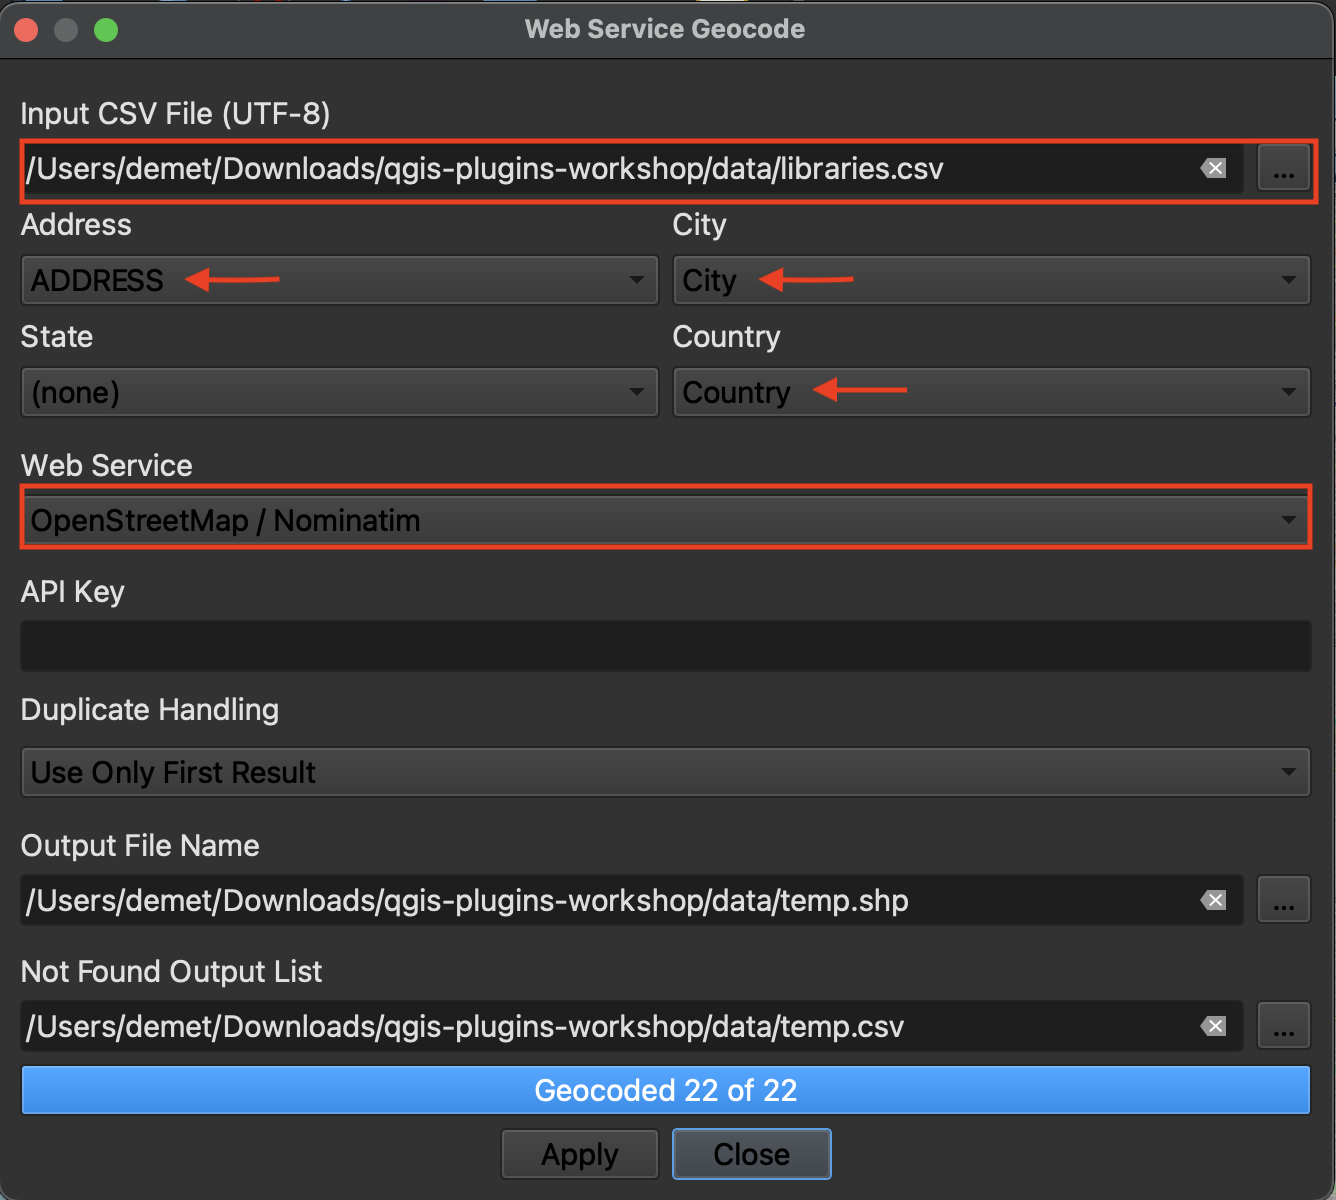 Web Service Geocode
Input CSV File (UTF-8)
/Users/demet/Downloads/qgis-plugins-workshop/data/libraries.csv ...
Address City
ADDRESS City
State Country
(none) Country
Web Service
OpenStreetMap / Nominatim
API Key
Duplicate Handling
Use Only First Result
Output File Name
/Users/demet/Downloads/qgis-plugins-workshop/data/temp.shp ...
Not Found Output List
/Users/demet/Downloads/qgis-plugins-workshop/data/temp.csv ...
Geocoded 22 of 22
Apply Close